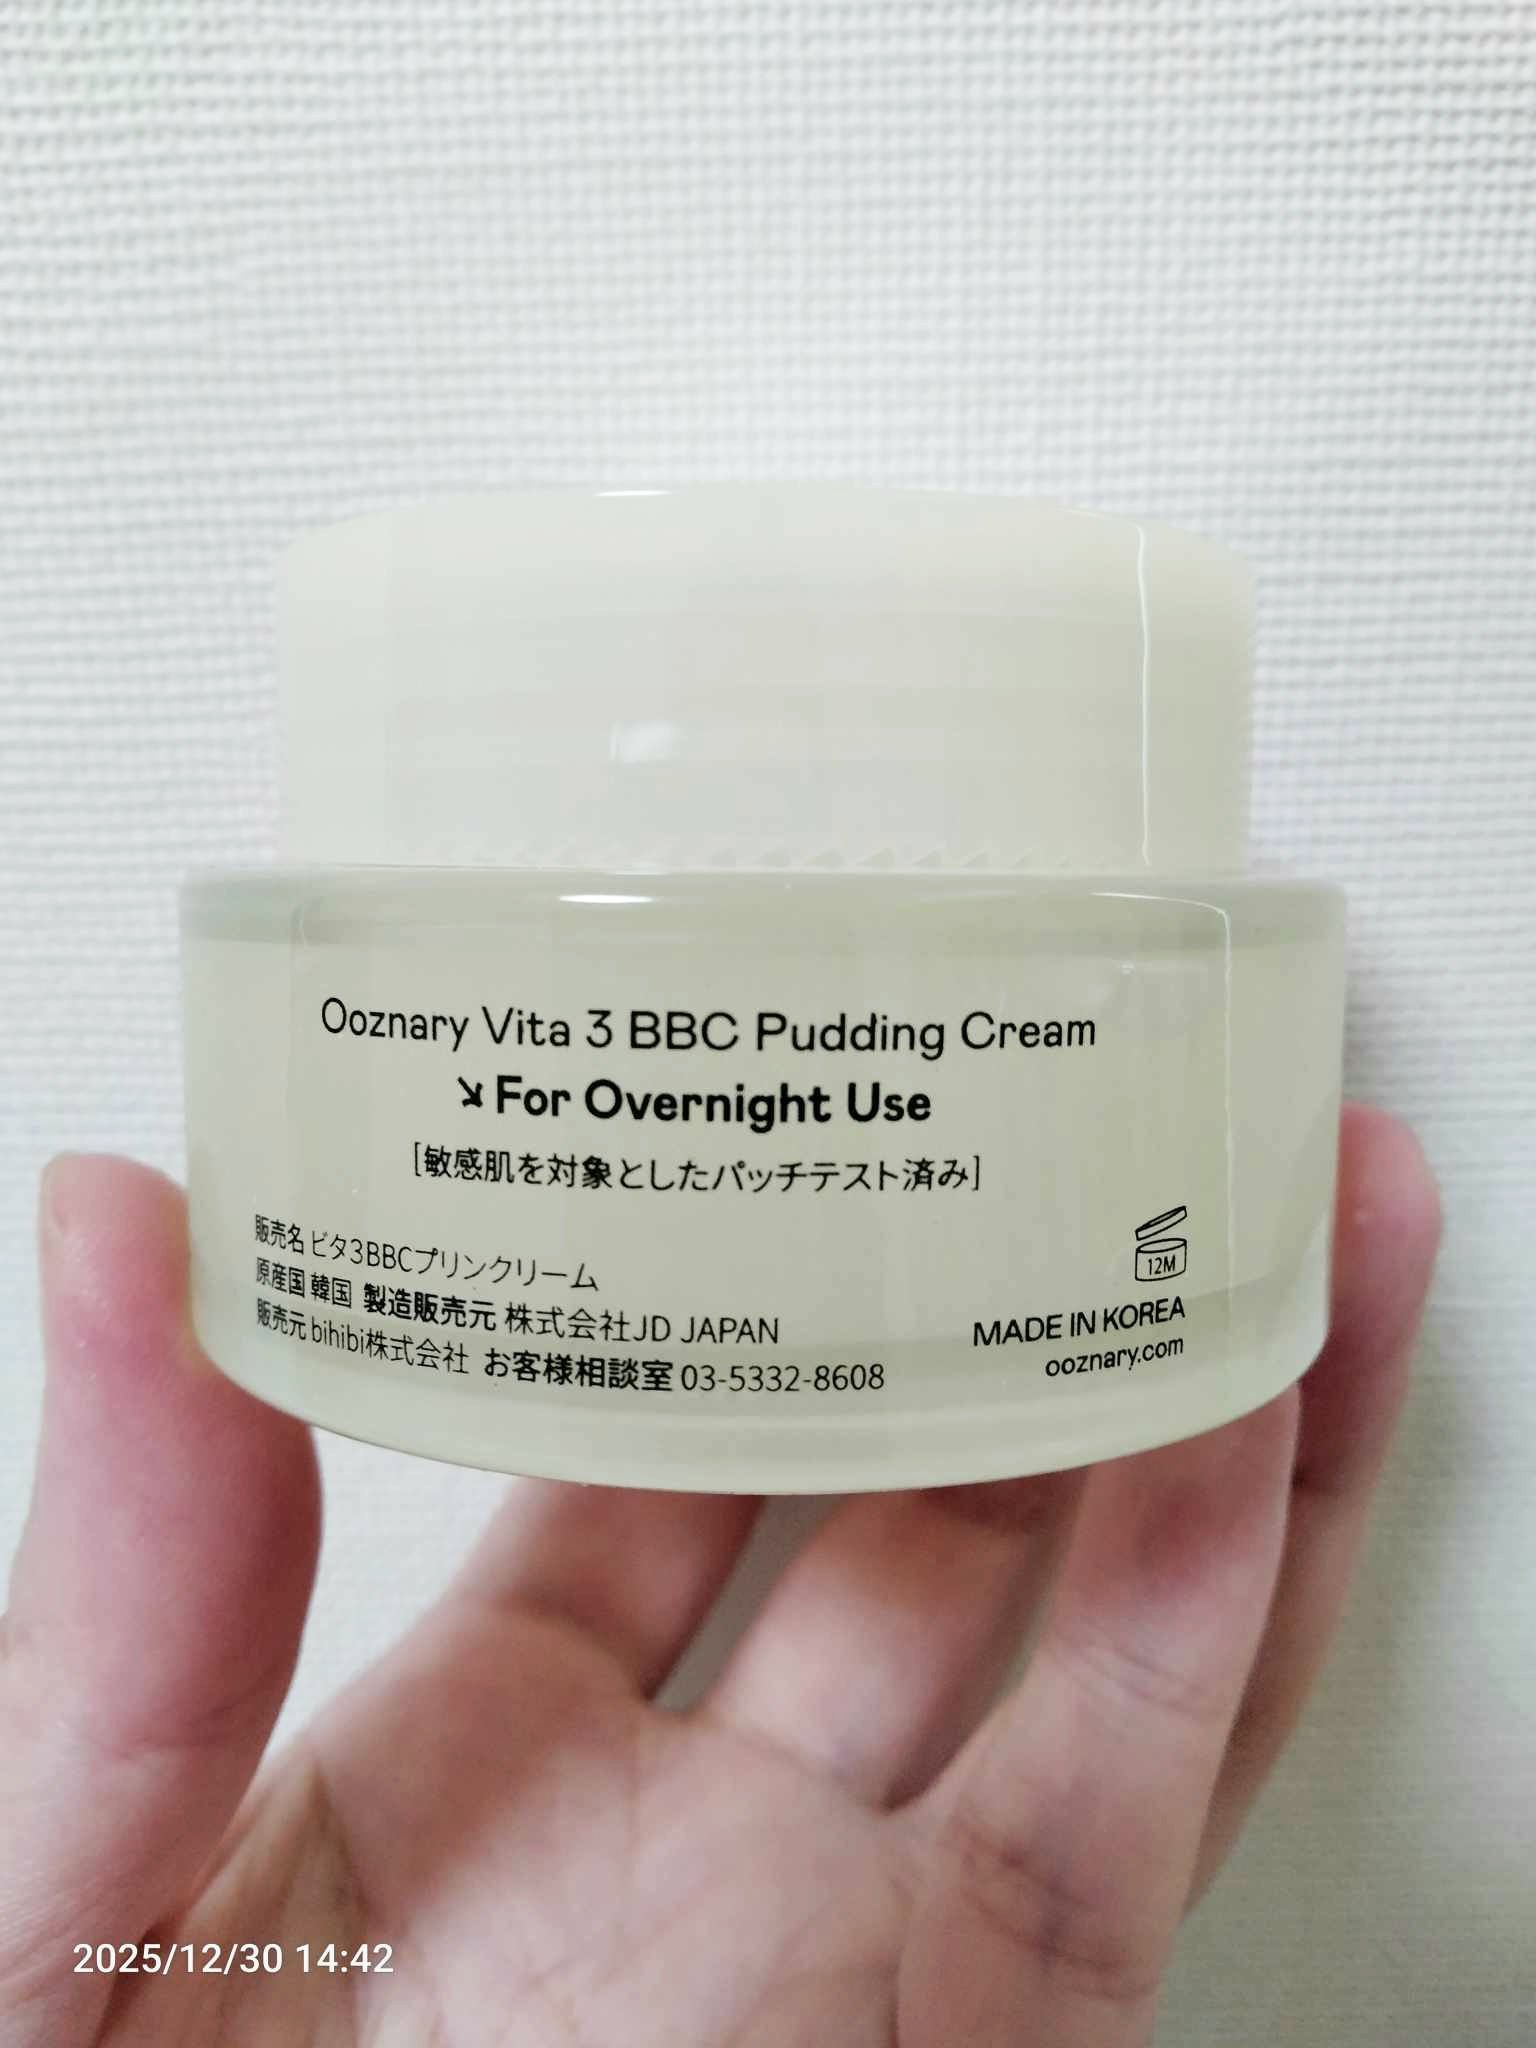 Ooznary Vita 3 BBC Pudding Cream
↘For Overnight Use
[敏感肌を対象としたパッチテスト済み]
販売名 ビタ3BBCプリンクリーム
原産国 韓国 製造販売元 株式会社JD JAPAN
販売元 bihibi株式会社 お客様相談室 03-5332-8608
12M
MADE IN KOREA
ooznary.com
2025/12/30 14:42